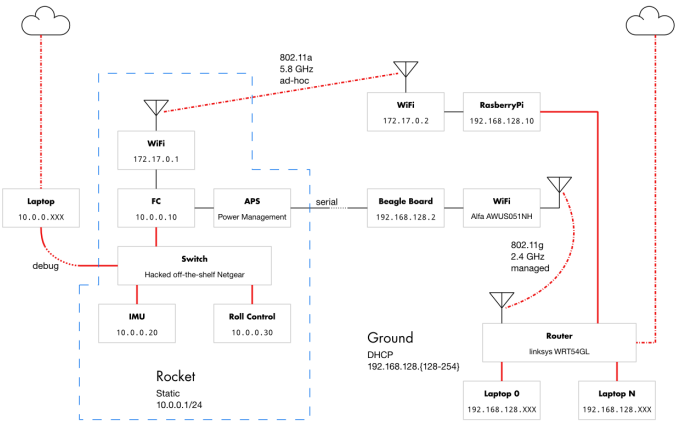 802.11a
5.8 GHz
ad-hoc
WiFi
172.17.0.2
RasberryPi
192.168.128.10
WiFi
172.17.0.1
Laptop
10.0.0.XXX
FC
10.0.0.10
APS
Power Management
serial
Beagle Board
192.168.128.2
WiFi
Alfa AWUS051NH
debug
Switch
Hacked off-the-shelf Netgear
802.11g
2.4 GHz
managed
IMU
10.0.0.20
Roll Control
10.0.0.30
Ground
DHCP
192.168.128.{128-254}
Router
linksys WRT54GL
Rocket
Static
10.0.0.1/24
Laptop 0
192.168.128.XXX
Laptop N
192.168.128.XXX